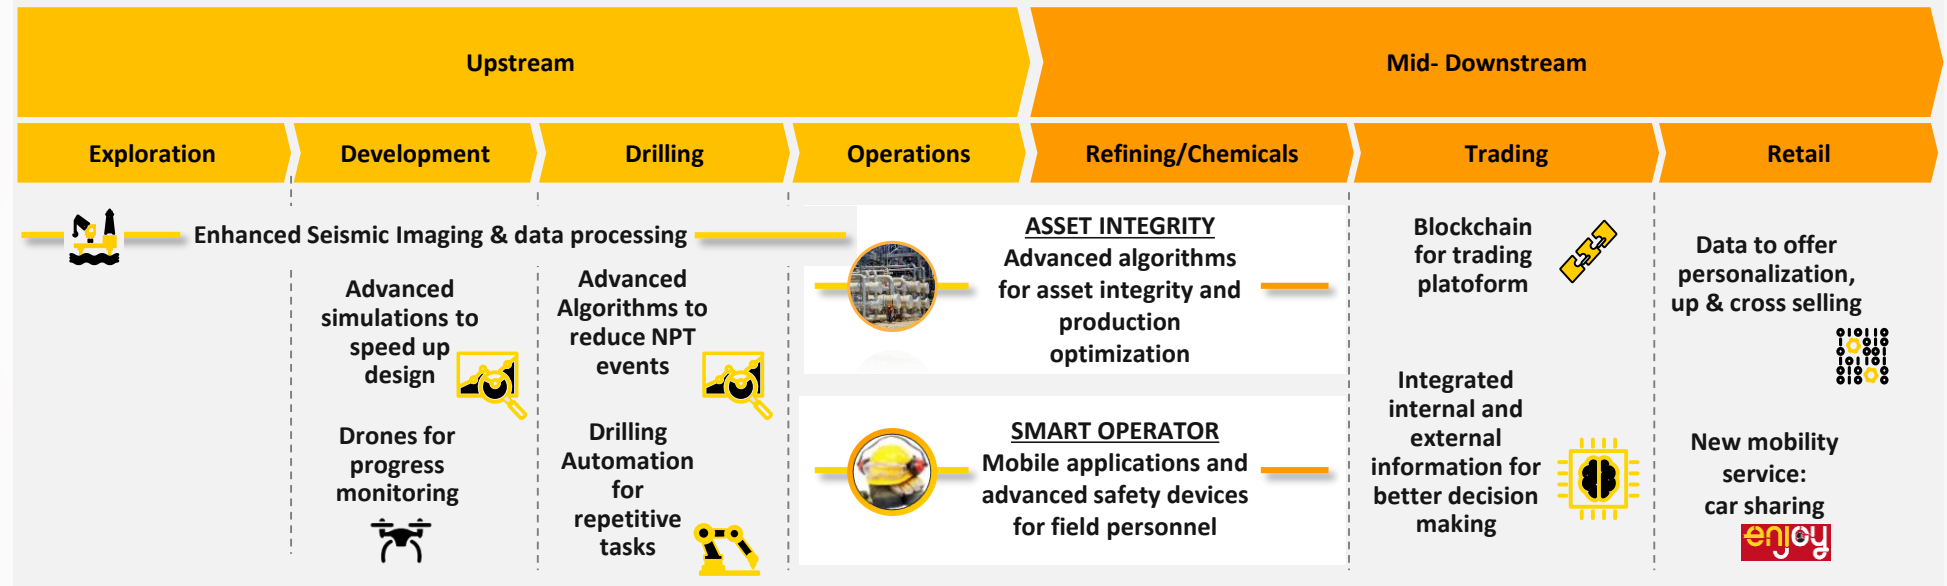 Upstream
Mid- Downstream
Exploration
Development
Drilling
Operations
Refining/Chemicals
Trading
Retail
Enhanced Seismic Imaging & data processing
Advanced
simulations to
speed up
design
Drones for
progress
monitoring
Advanced
Algorithms to
reduce NPT
events
Drilling
Automation
for
repetitive
tasks
ASSET INTEGRITY
Advanced algorithms
for asset integrity and
production
optimization
SMART OPERATOR
Mobile applications and
advanced safety devices
for field personnel
Blockchain
for trading
platoform
Integrated
internal and
external
information for
better decision
making
Data to offer
personalization,
up & cross selling
New mobility
service:
car sharing
enjoy